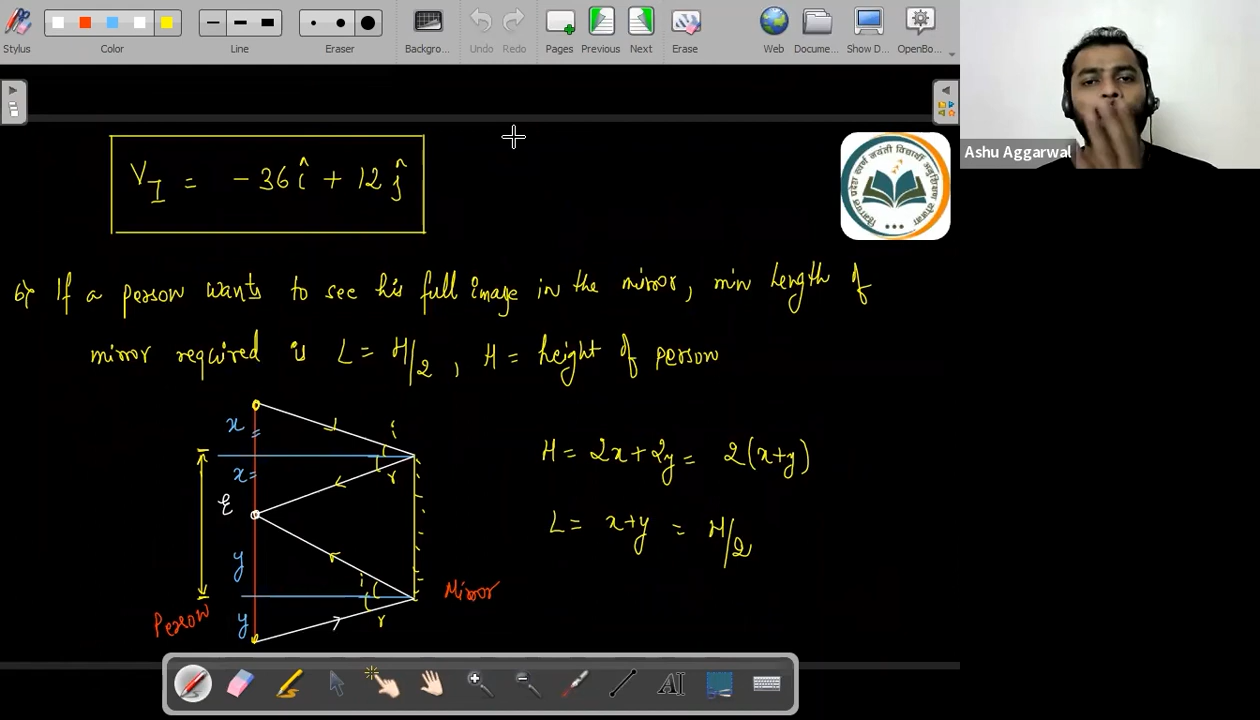 Stylus
Color
Line
Eraser
Backgro...
Undo
Redo
Pages
Previous
Next
Erase
Web
Docume...
Show D...
OpenBo...
Ashu Aggarwal
V_I = - 36 î + 12 ĵ
6) If a person wants to see his full image in the mirror, min length of
mirror required is L = H/2 , H = height of person
x
i
x
r
E
y
i
r
y
Person
Mirror
H = 2x + 2y = 2(x+y)
L = x+y = H/2
AI